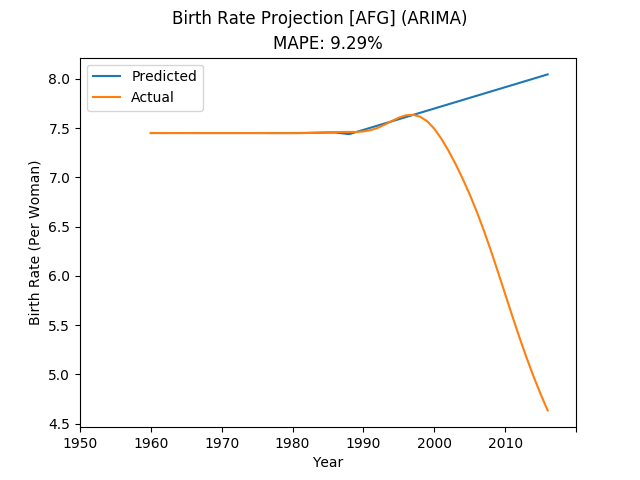 Birth Rate Projection [AFG] (ARIMA)
MAPE: 9.29%
Predicted
Actual
8.0
7.5
7.0
6.5
6.0
5.5
5.0
4.5
Birth Rate (Per Woman)
1950 1960 1970 1980 1990 2000 2010
Year